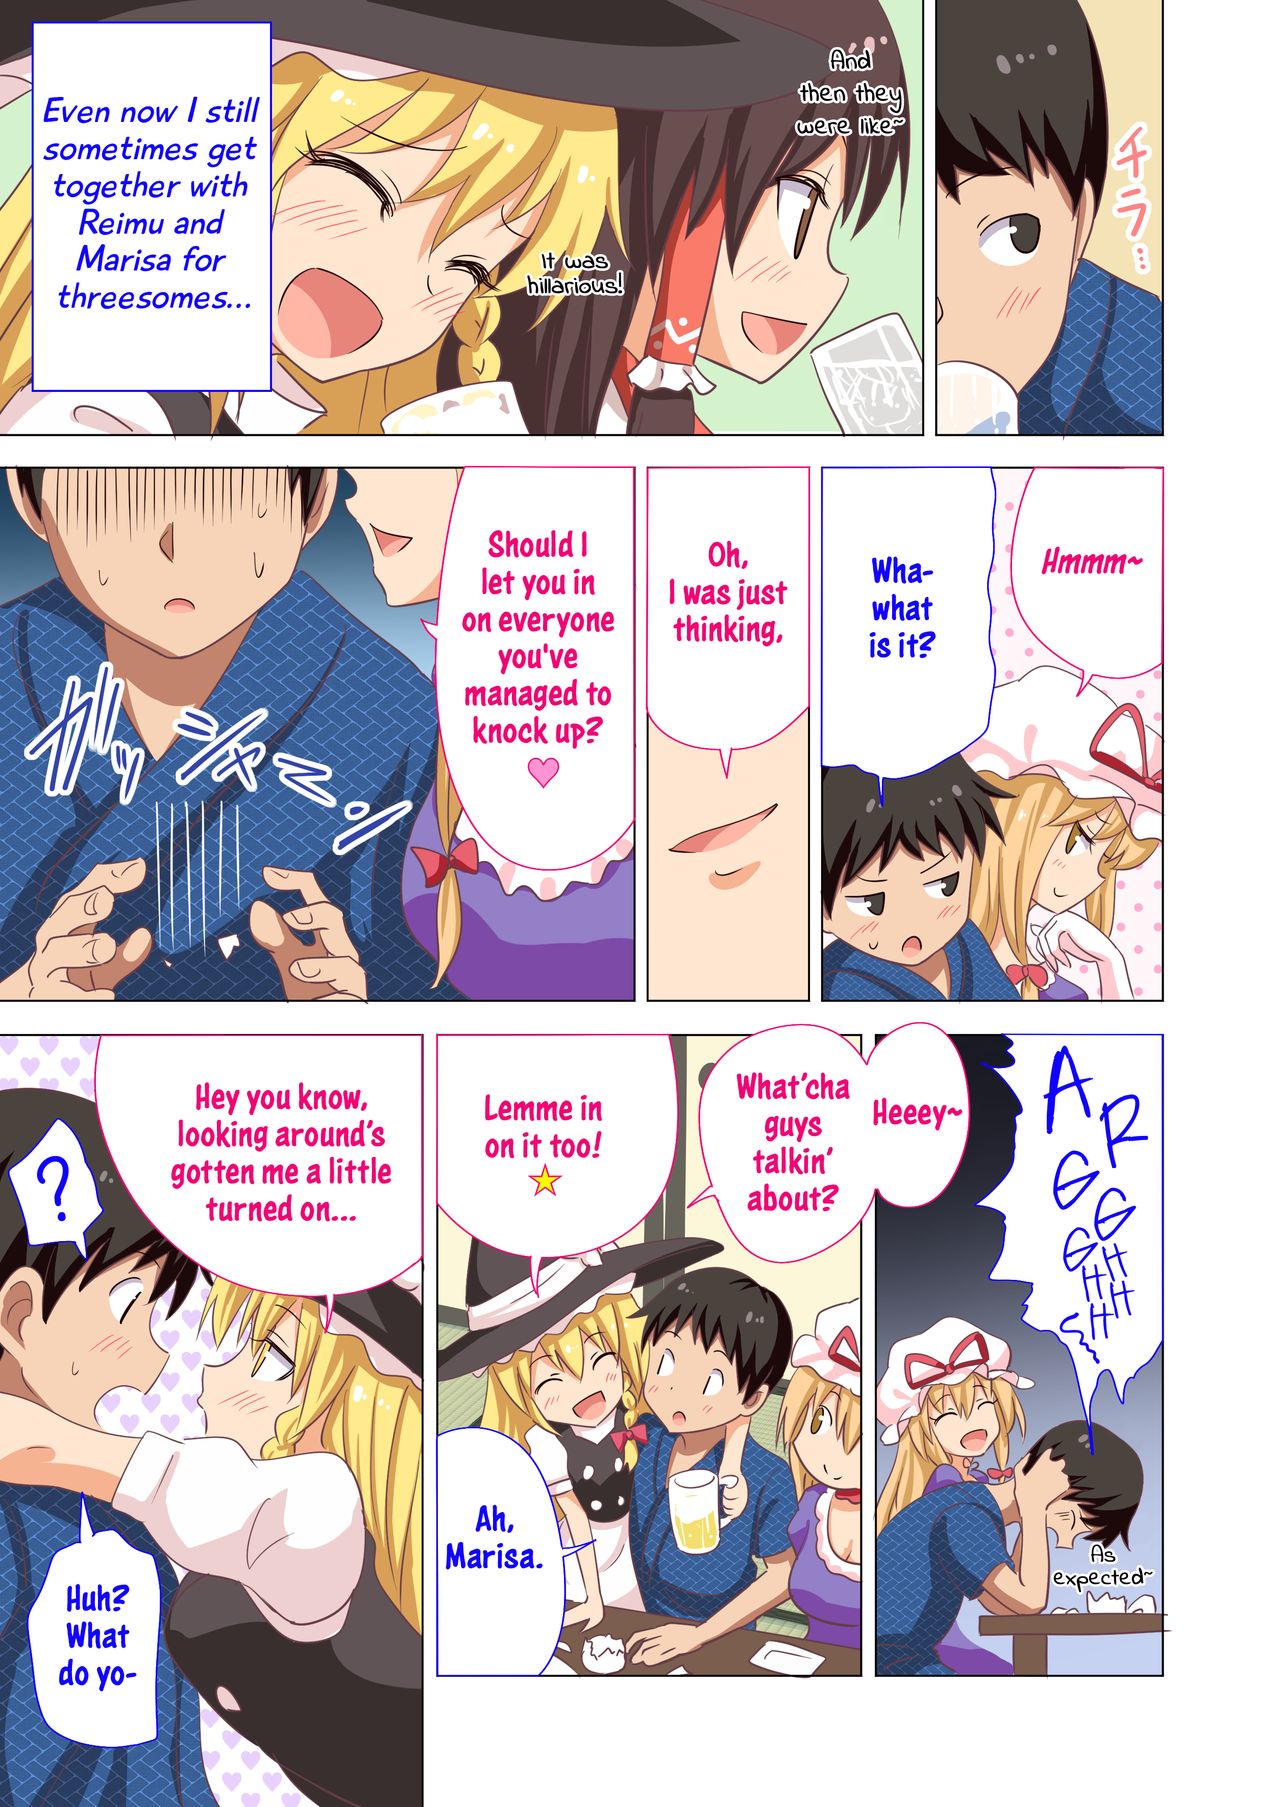 チラ…
And
then they
were like~
It was
hillarious!
Even now I still
sometimes get
together with
Reimu and
Marisa for
threesomes...
Hmmm~
Wha-
what
is it?
Oh,
I was just
thinking,
Should I
let you in
on everyone
you've
managed to
knock up?
ガッシャーン
ARGGGHHHHHH
As
expected~
Heeey~
What'cha
guys
talkin'
about?
Lemme in
on it too!
Ah,
Marisa.
Hey you know,
looking around's
gotten me a little
turned on...
?
Huh?
What
do yo-